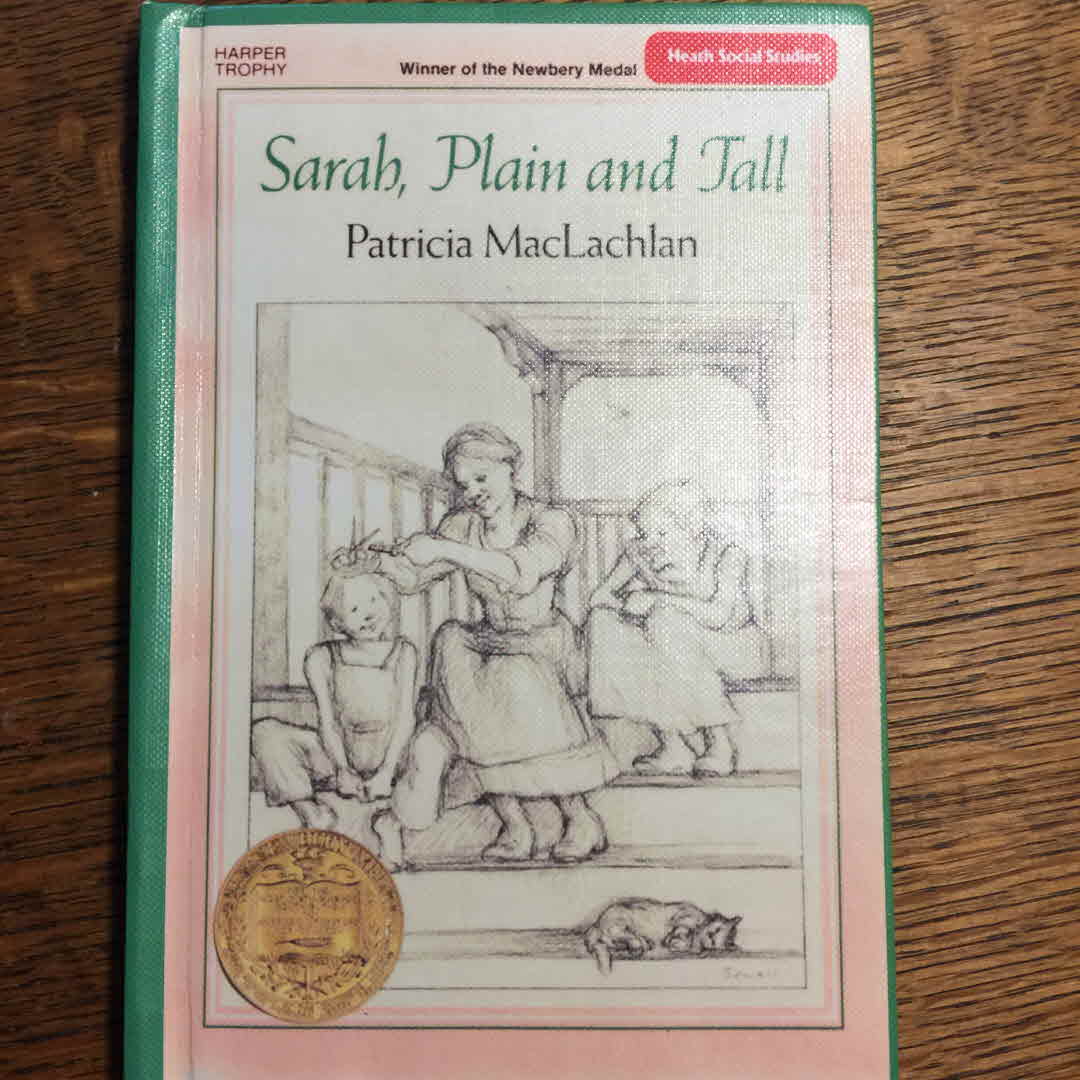 HARPER
TROPHY
Winner of the Newbery Medal
Heath Social Studies
Sarah, Plain and Tall
Patricia MacLachlan